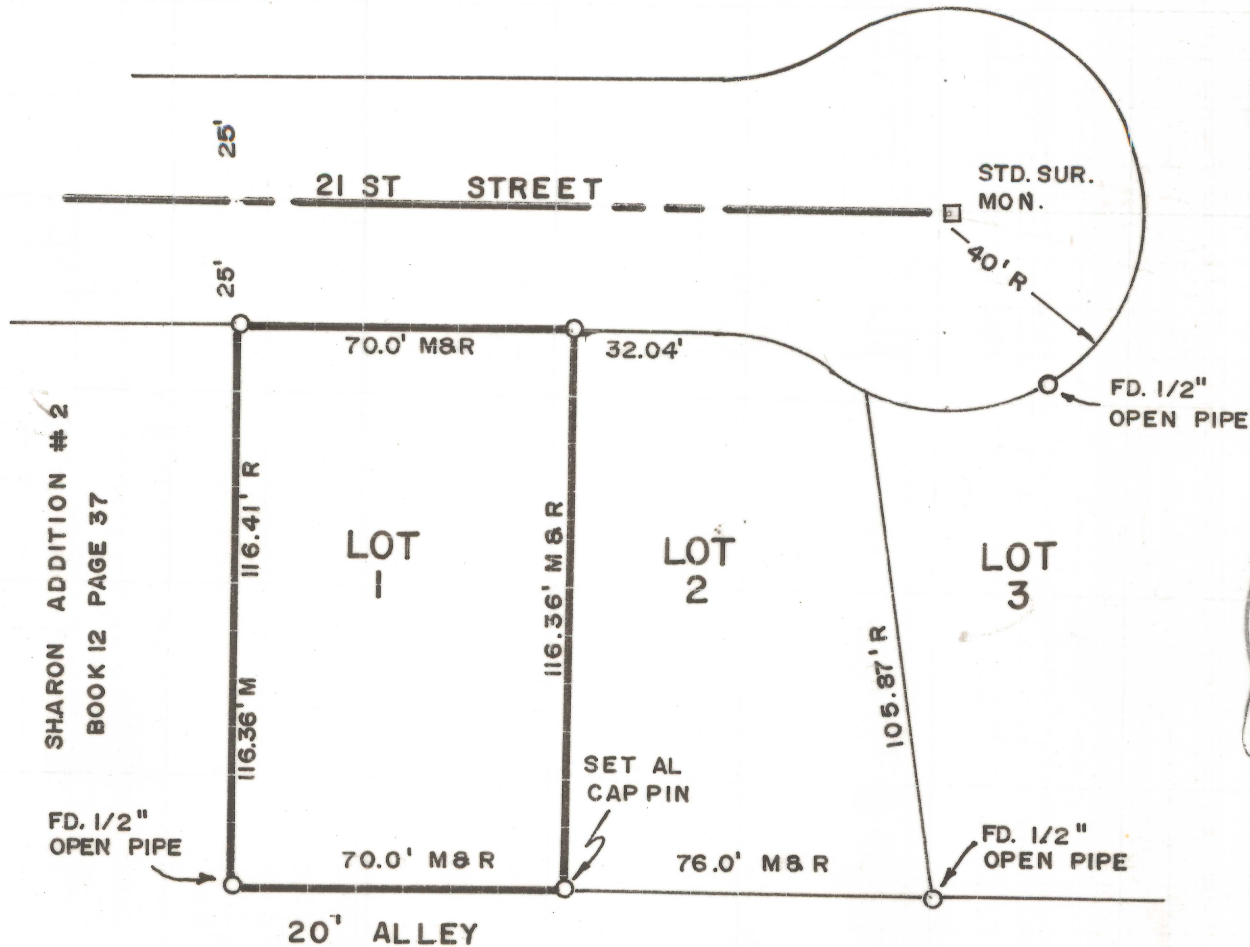 25'
21 ST STREET
STD. SUR.
MON.
40' R
25'
70.0' M&R
32.04'
FD. 1/2"
OPEN PIPE
SHARON ADDITION # 2
BOOK 12 PAGE 37
116.41' R
116.36' M
LOT
1
116.36' M & R
LOT
2
105.87' R
LOT
3
SET AL
CAP PIN
FD. 1/2"
OPEN PIPE
70.0' M & R
76.0' M & R
FD. 1/2"
OPEN PIPE
20' ALLEY